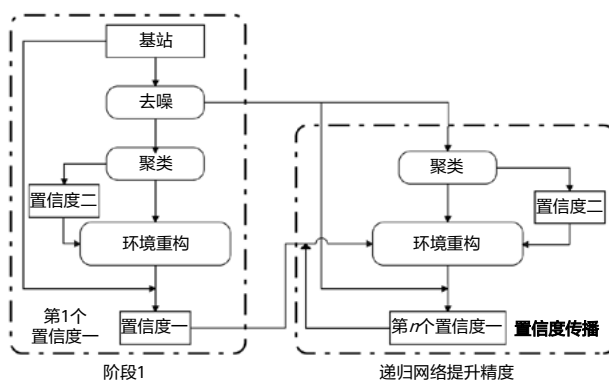 基站
去噪
聚类
置信度二
环境重构
第1个
置信度一
置信度一
阶段1
聚类
置信度二
环境重构
第n个置信度一
置信度传播
递归网络提升精度